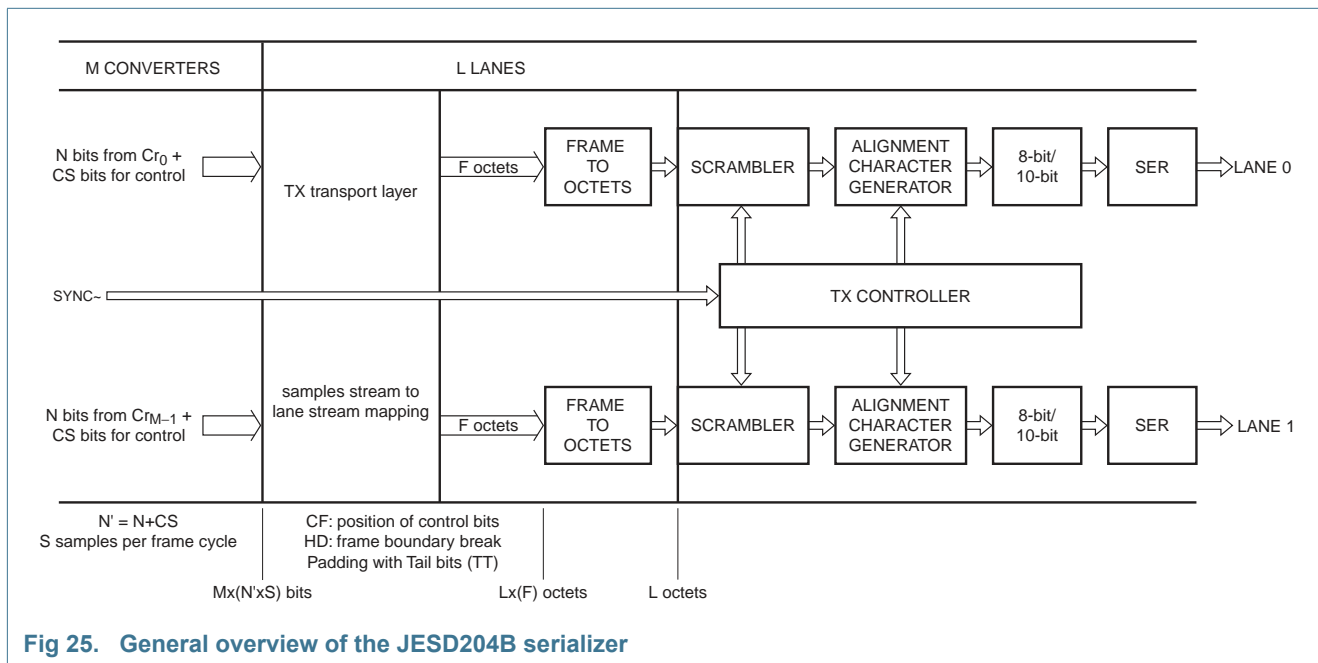 M CONVERTERS
L LANES
N bits from Cr0 +
CS bits for control
TX transport layer
F octets
FRAME
TO
OCTETS
SCRAMBLER
ALIGNMENT
CHARACTER
GENERATOR
8-bit/
10-bit
SER
LANE 0
SYNC~
TX CONTROLLER
N bits from CrM–1 +
CS bits for control
samples stream to
lane stream mapping
F octets
FRAME
TO
OCTETS
SCRAMBLER
ALIGNMENT
CHARACTER
GENERATOR
8-bit/
10-bit
SER
LANE 1
N' = N+CS
S samples per frame cycle
CF: position of control bits
HD: frame boundary break
Padding with Tail bits (TT)
Mx(N'xS) bits
Lx(F) octets
L octets
Fig 25. General overview of the JESD204B serializer